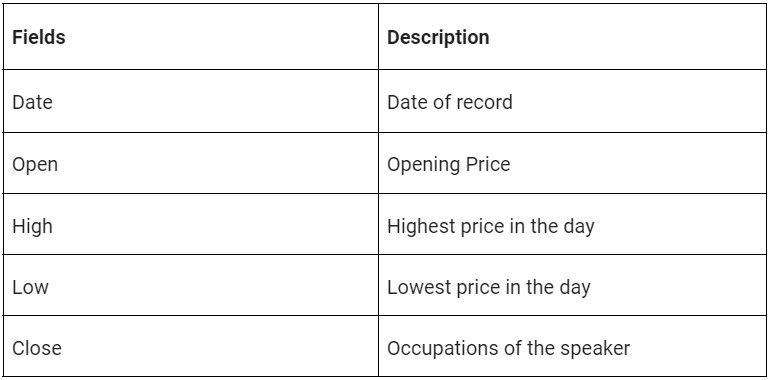 Fields Description
Date Date of record
Open Opening Price
High Highest price in the day
Low Lowest price in the day
Close Occupations of the speaker